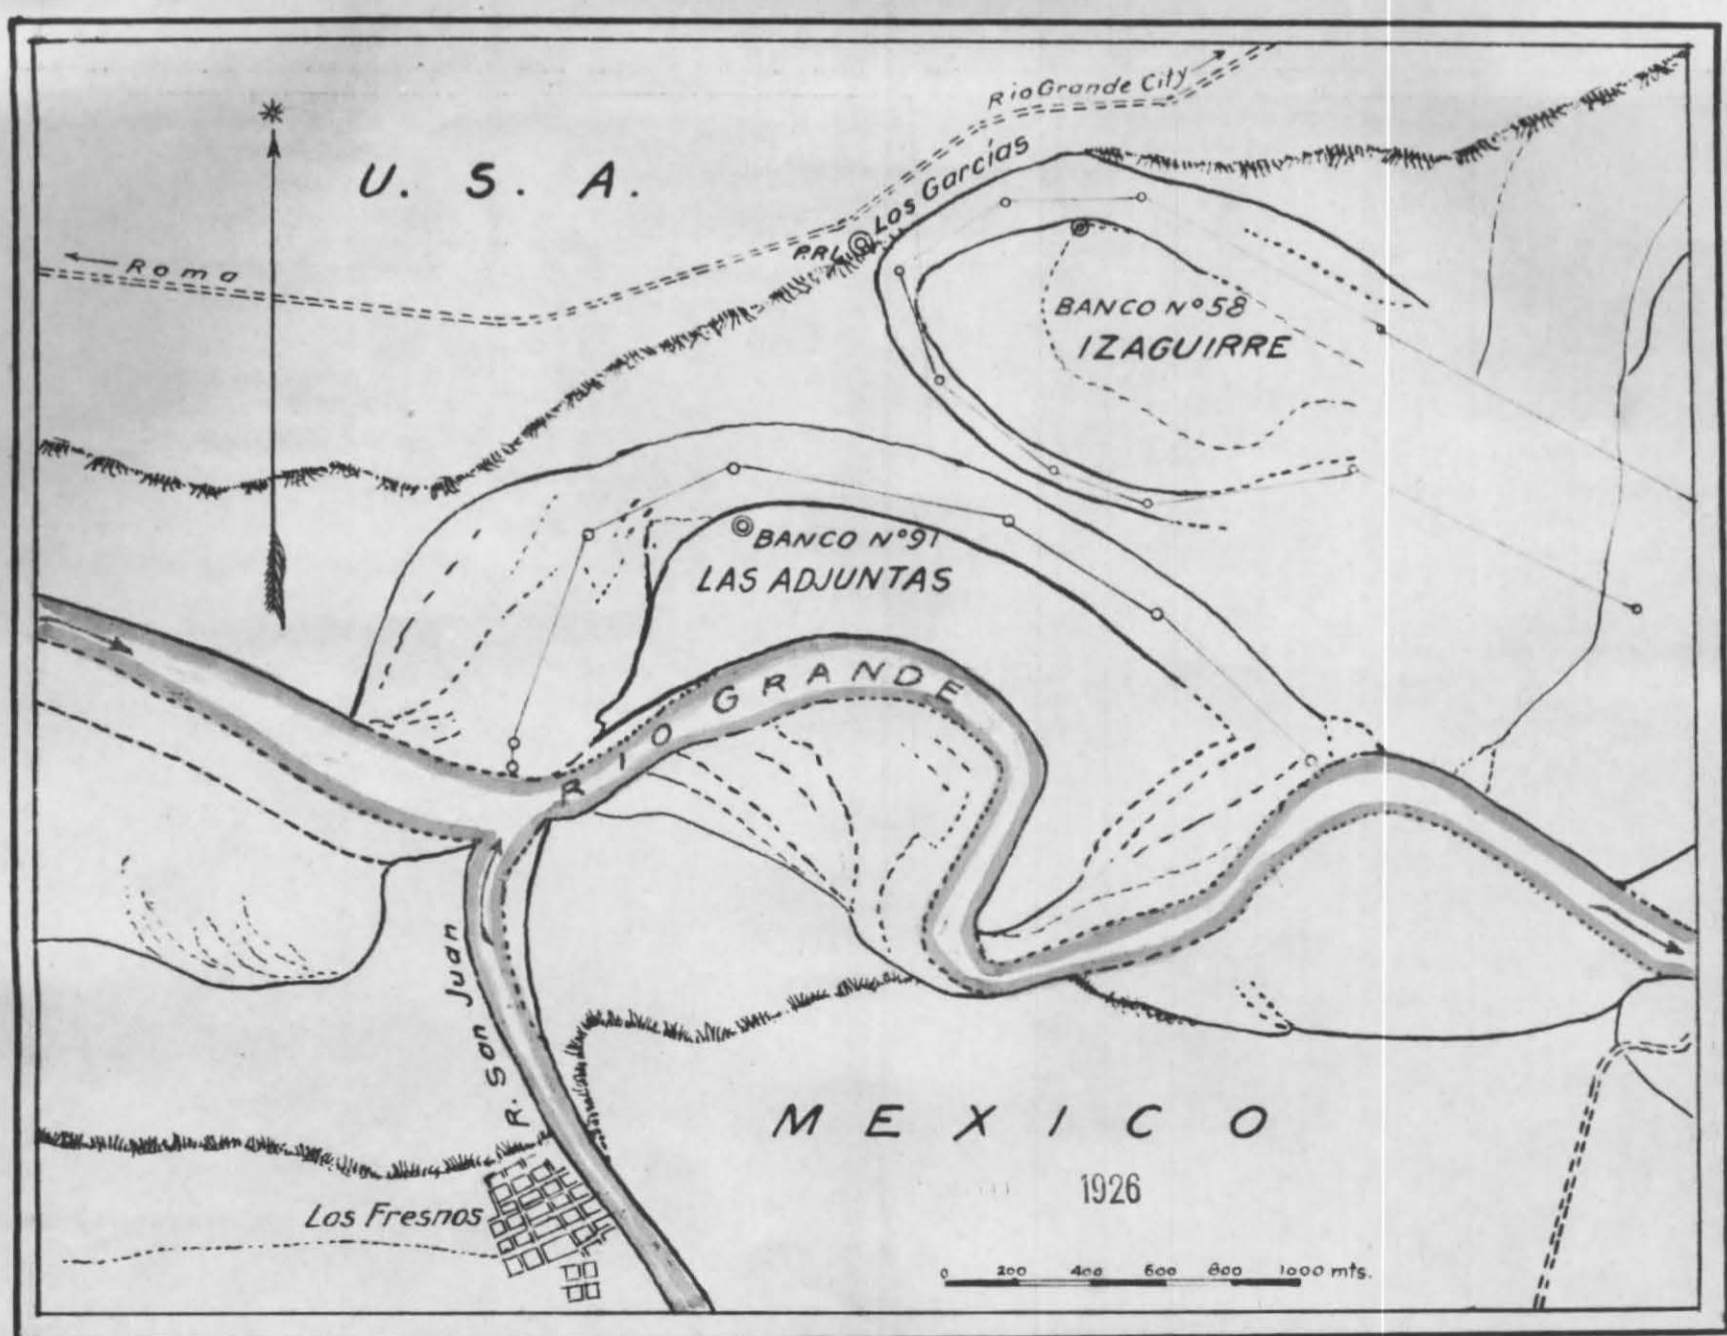 Rio Grande City
U. S. A.
Los Garcias
P.R.L.
Roma
BANCO Nº 58
IZAGUIRRE
BANCO Nº 91
LAS ADJUNTAS
RIO GRANDE
R. San Juan
MEXICO
1926
Los Fresnos
0 200 400 600 800 1000 mts.